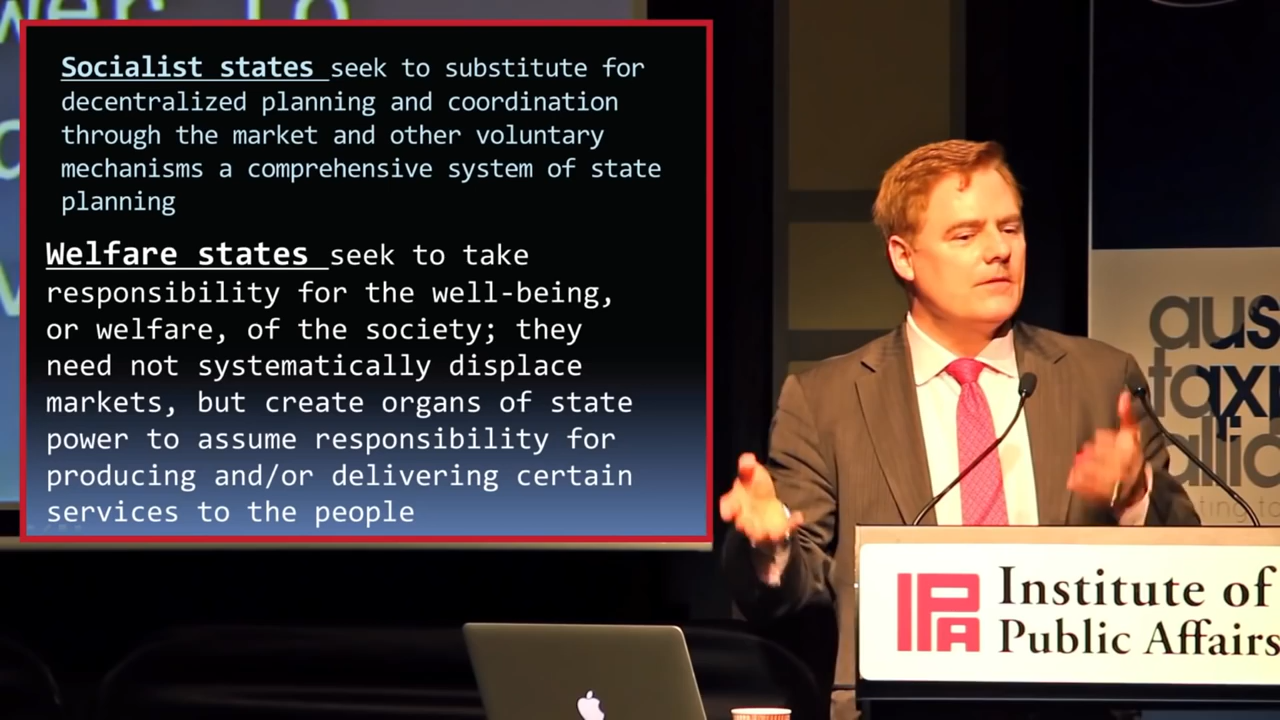 Socialist states seek to substitute for
decentralized planning and coordination
through the market and other voluntary
mechanisms a comprehensive system of state
planning
Welfare states seek to take
responsibility for the well-being,
or welfare, of the society; they
need not systematically displace
markets, but create organs of state
power to assume responsibility for
producing and/or delivering certain
services to the people
IPA
Institute of
Public Affairs